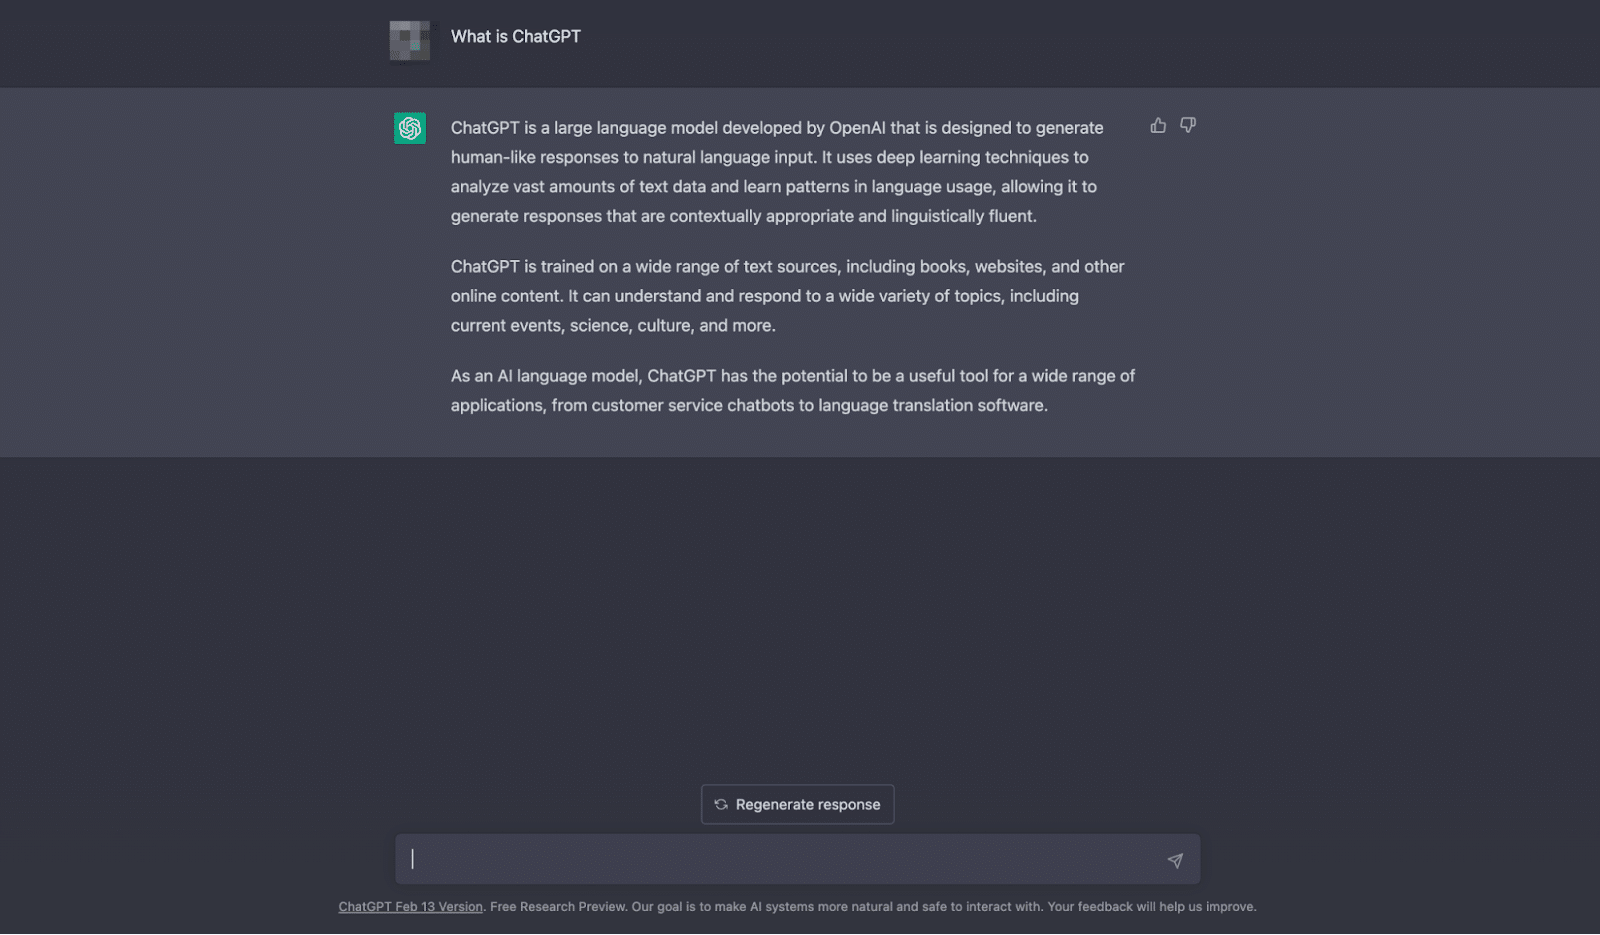 What is ChatGPT
ChatGPT is a large language model developed by OpenAI that is designed to generate
human-like responses to natural language input. It uses deep learning techniques to
analyze vast amounts of text data and learn patterns in language usage, allowing it to
generate responses that are contextually appropriate and linguistically fluent.
ChatGPT is trained on a wide range of text sources, including books, websites, and other
online content. It can understand and respond to a wide variety of topics, including
current events, science, culture, and more.
As an AI language model, ChatGPT has the potential to be a useful tool for a wide range of
applications, from customer service chatbots to language translation software.
Regenerate response
ChatGPT Feb 13 Version. Free Research Preview. Our goal is to make AI systems more natural and safe to interact with. Your feedback will help us improve.